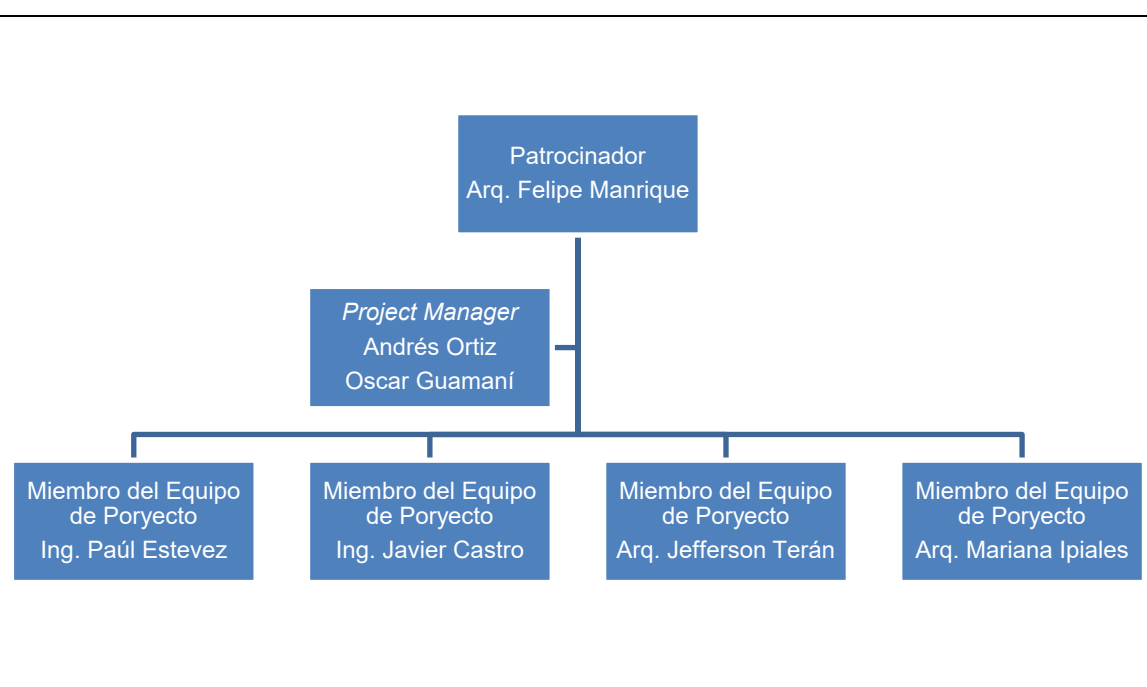 Patrocinador
Arq. Felipe Manrique
Project Manager
Andrés Ortiz
Oscar Guamaní
Miembro del Equipo
de Poryecto
Ing. Paúl Estevez
Miembro del Equipo
de Poryecto
Ing. Javier Castro
Miembro del Equipo
de Poryecto
Arq. Jefferson Terán
Miembro del Equipo
de Poryecto
Arq. Mariana Ipiales